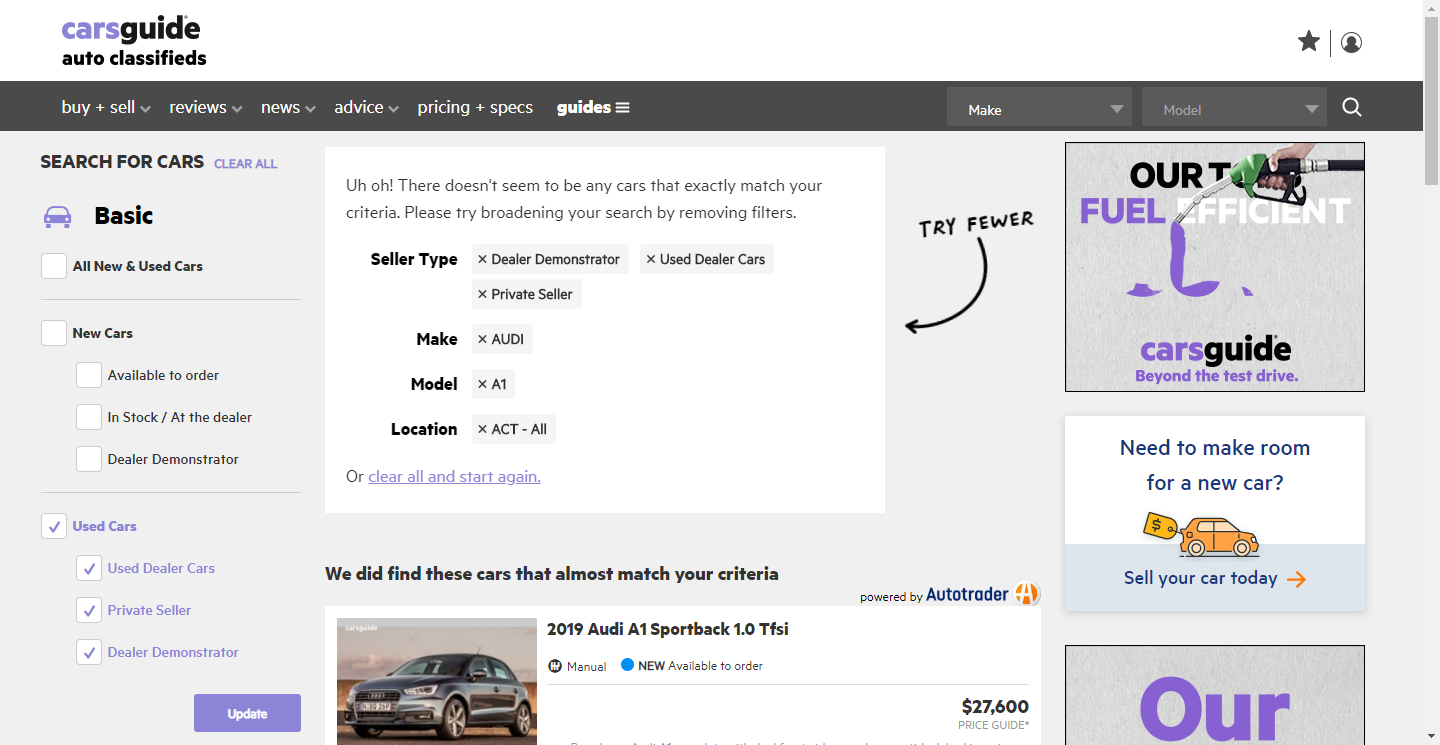 carsguide
auto classifieds
buy + sell
reviews
news
advice
pricing + specs
guides
Make
Model
SEARCH FOR CARS
CLEAR ALL
Basic
All New & Used Cars
New Cars
Available to order
In Stock / At the dealer
Dealer Demonstrator
Used Cars
Used Dealer Cars
Private Seller
Dealer Demonstrator
Update
Uh oh! There doesn't seem to be any cars that exactly match your
criteria. Please try broadening your search by removing filters.
Seller Type
× Dealer Demonstrator
× Used Dealer Cars
× Private Seller
Make
× AUDI
Model
× A1
Location
× ACT - All
Or clear all and start again.
TRY FEWER
We did find these cars that almost match your criteria
powered by Autotrader
carsguide
2019 Audi A1 Sportback 1.0 Tfsi
Manual
NEW Available to order
$27,600
PRICE GUIDE*
OUR
FUEL EFFICIENT
carsguide
Beyond the test drive.
Need to make room
for a new car?
$
Sell your car today
Our